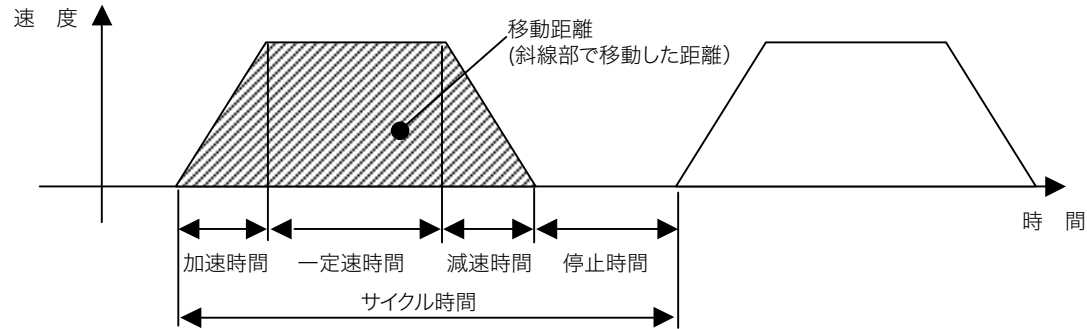 速 度
移動距離
(斜線部で移動した距離)
時 間
加速時間
一定速時間
減速時間
停止時間
サイクル時間